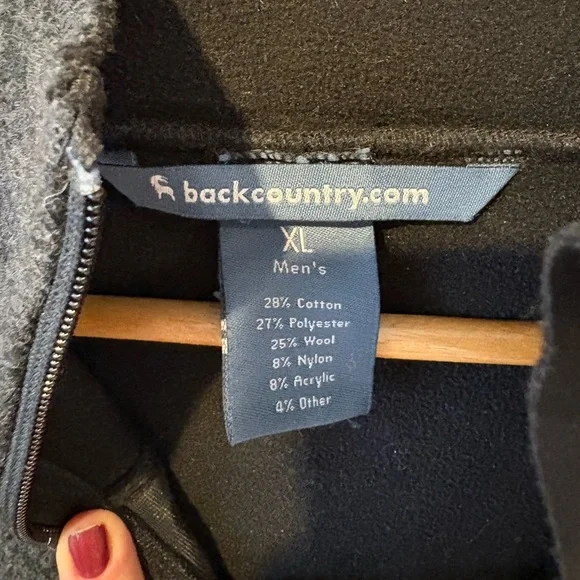 backcountry.com
XL
Men's
28% Cotton
27% Polyester
25% Wool
8% Nylon
8% Acrylic
4% Other